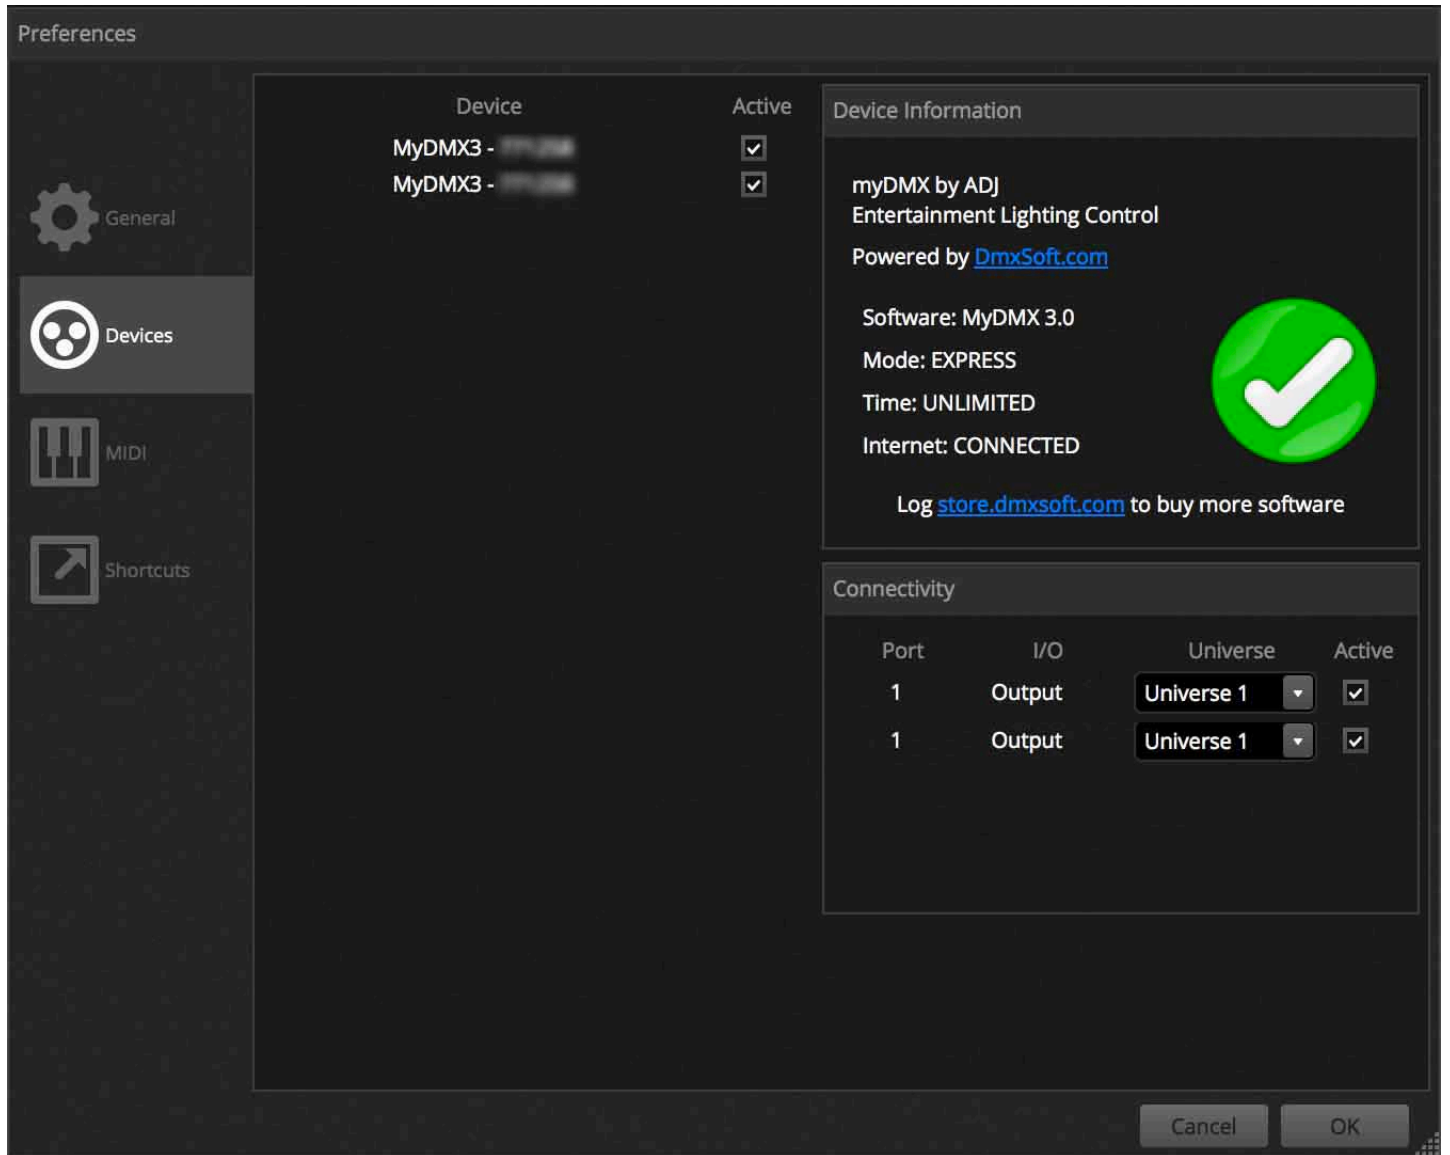 Preferences
General
Devices
MIDI
Shortcuts
Device Active
MyDMX3 -
MyDMX3 -
Device Information
myDMX by ADJ
Entertainment Lighting Control
Powered by DmxSoft.com
Software: MyDMX 3.0
Mode: EXPRESS
Time: UNLIMITED
Internet: CONNECTED
Log store.dmxsoft.com to buy more software
Connectivity
Port I/O Universe Active
1 Output Universe 1
1 Output Universe 1
Cancel OK